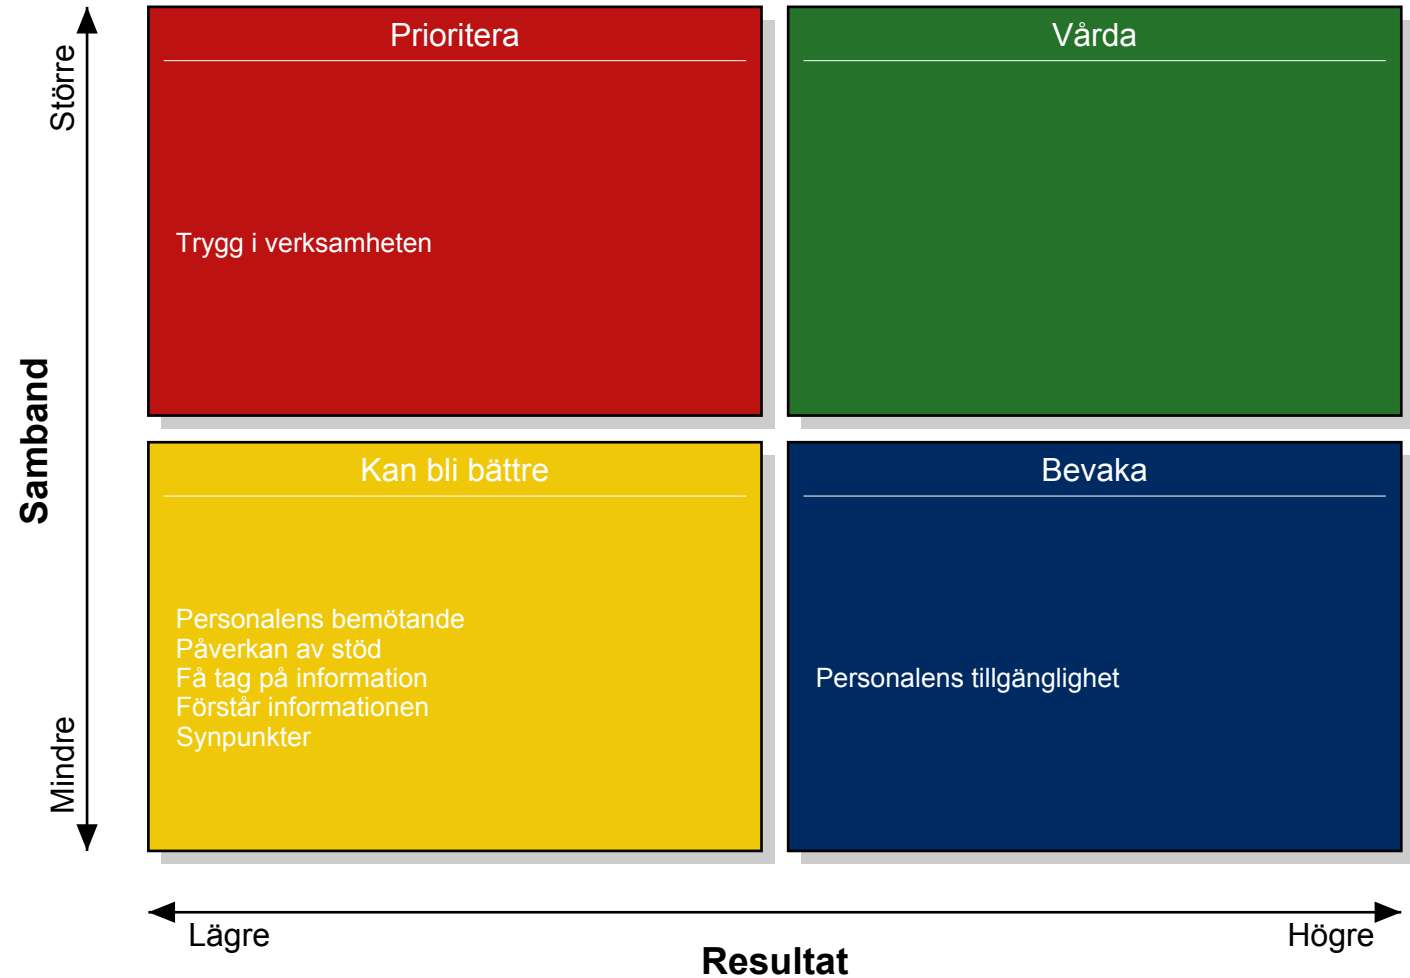 Större
Samband
Mindre
Prioritera
Trygg i verksamheten
Vårda
Kan bli bättre
Personalens bemötande
Påverkan av stöd
Få tag på information
Förstår informationen
Synpunkter
Bevaka
Personalens tillgänglighet
Lägre
Resultat
Högre